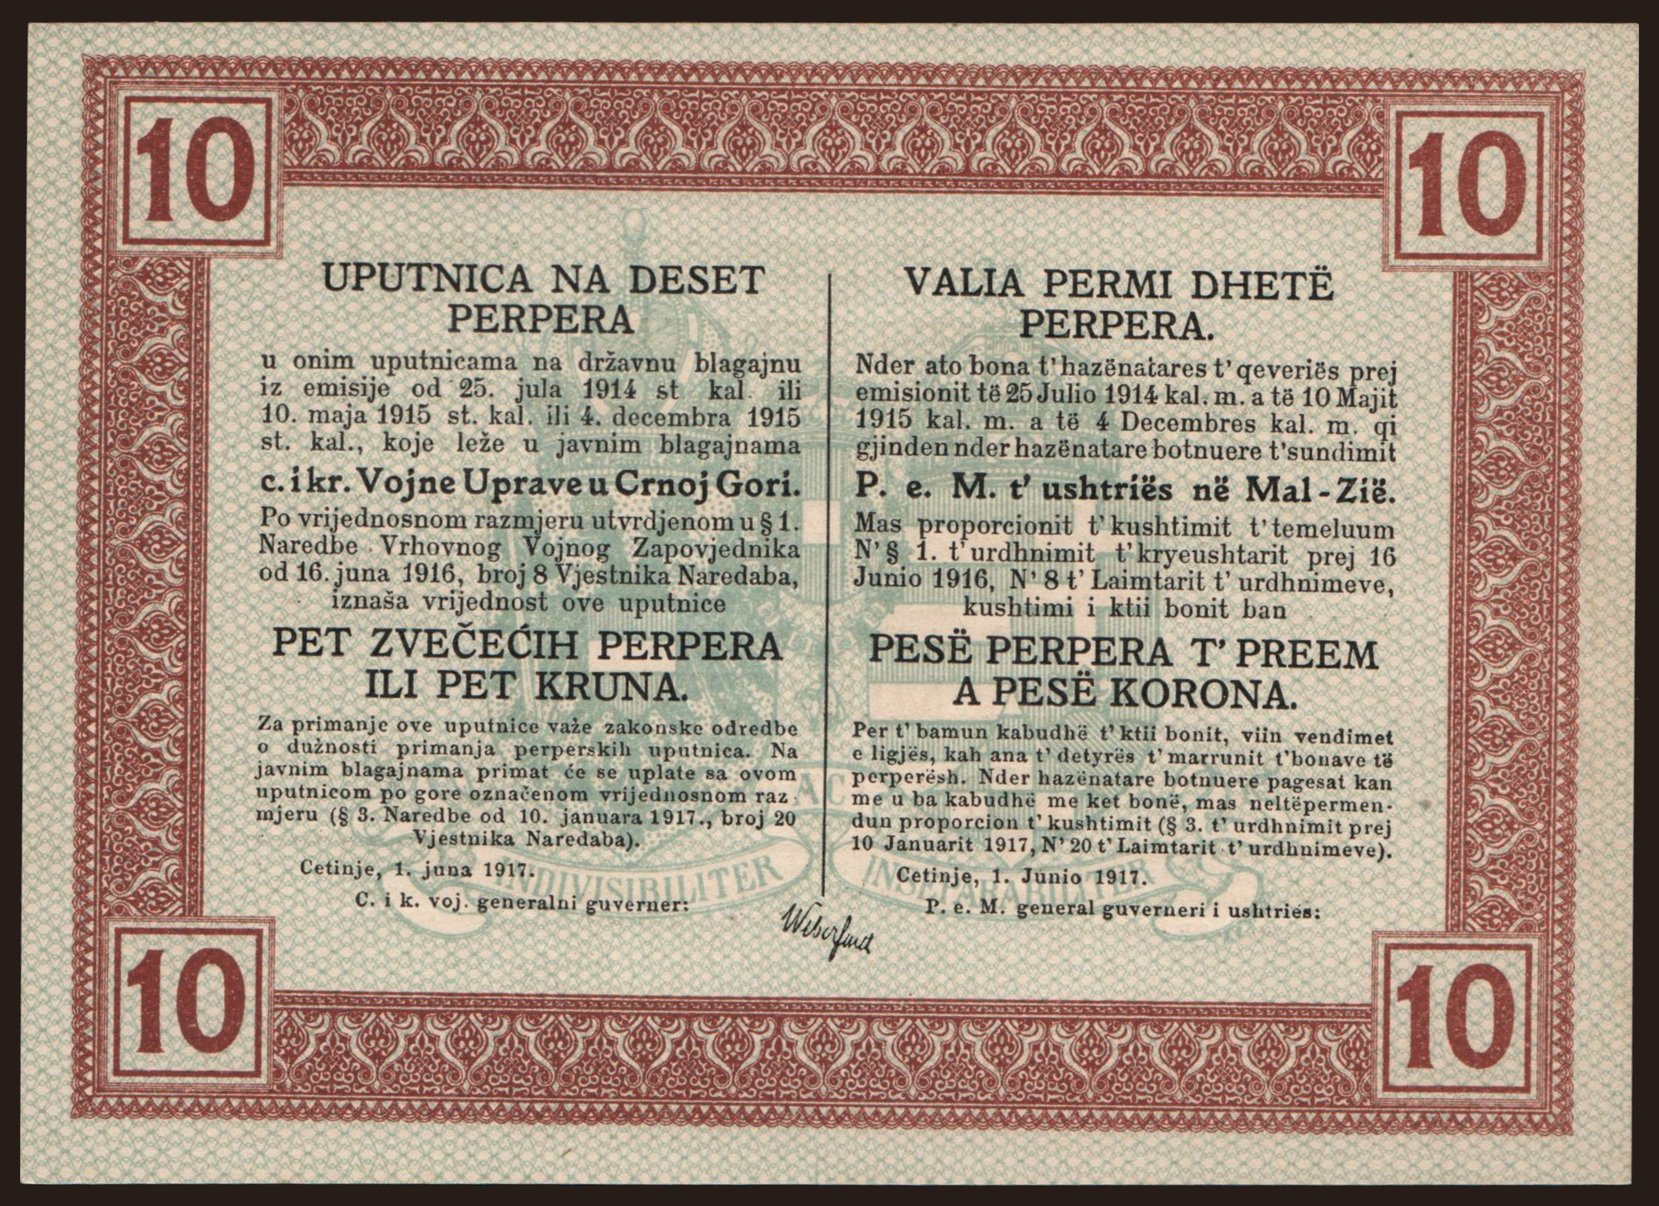 10
10
UPUTNICA NA DESET
PERPERA
u onim uputnicama na državnu blagajnu
iz emisije od 25. jula 1914 st. kal. ili
10. maja 1915 st. kal. ili 4. decembra 1915
st. kal., koje leže u javnim blagajnama
c. i kr. Vojne Uprave u Crnoj Gori.
Po vrijednosnom razmjeru utvrdjenom u § 1.
Naredbe Vrhovnog Vojnog Zapovjednika
od 16. juna 1916, broj 8 Vjestnika Naredaba,
iznaša vrijednost ove uputnice
PET ZVEČEĆIH PERPERA
ILI PET KRUNA.
Za primanje ove uputnice važe zakonske odredbe
o dužnosti primanja perperskih uputnica. Na
javnim blagajnama primat će se uplate sa ovom
uputnicom po gore označenom vrijednosnom raz-
mjeru (§ 3. Naredbe od 10. januara 1917., broj 20
Vjestnika Naredaba).
Cetinje, 1. juna 1917.
C. i k. voj. generalni guverner:
VALIA PERMI DHETË
PERPERA.
Nder ato bona t' hazënatares t' qeveriës prej
emisionit të 25 Julio 1914 kal. m. a të 10 Majit
1915 kal. m. a të 4 Decembres kal. m. qi
gjinden nder hazënatare botnuere t' sundimit
P. e. M. t' ushtriës në Mal-Zië.
Mas proporcionit t' kushtimit t' temeluum
N' § 1. t' urdhnimit t' kryeushtarit prej 16
Junio 1916, N' 8 t' Laimtarit t' urdhnimeve,
kushtimi i ktii bonit ban
PESË PERPERA T' PREEM
A PESË KORONA.
Per t' bamun kabudhë t' ktii bonit, viin vendimet
e ligjës, kah ana t' detyrës t' marrunit t' bonave të
perperësh. Nder hazënatare botnuere pagesat kan
me u ba kabudhë me ket bonë, mas neltëpermen-
dun proporcion t' kushtimit (§ 3. t' urdhnimit prej
10 Januarit 1917, N' 20 t' Laimtarit t' urdhnimeve).
Cetinje, 1. Junio 1917.
P. e. M. general guverneri i ushtriës:
INDIVISIBILITER
AC
INSEPARABILITER
10
10